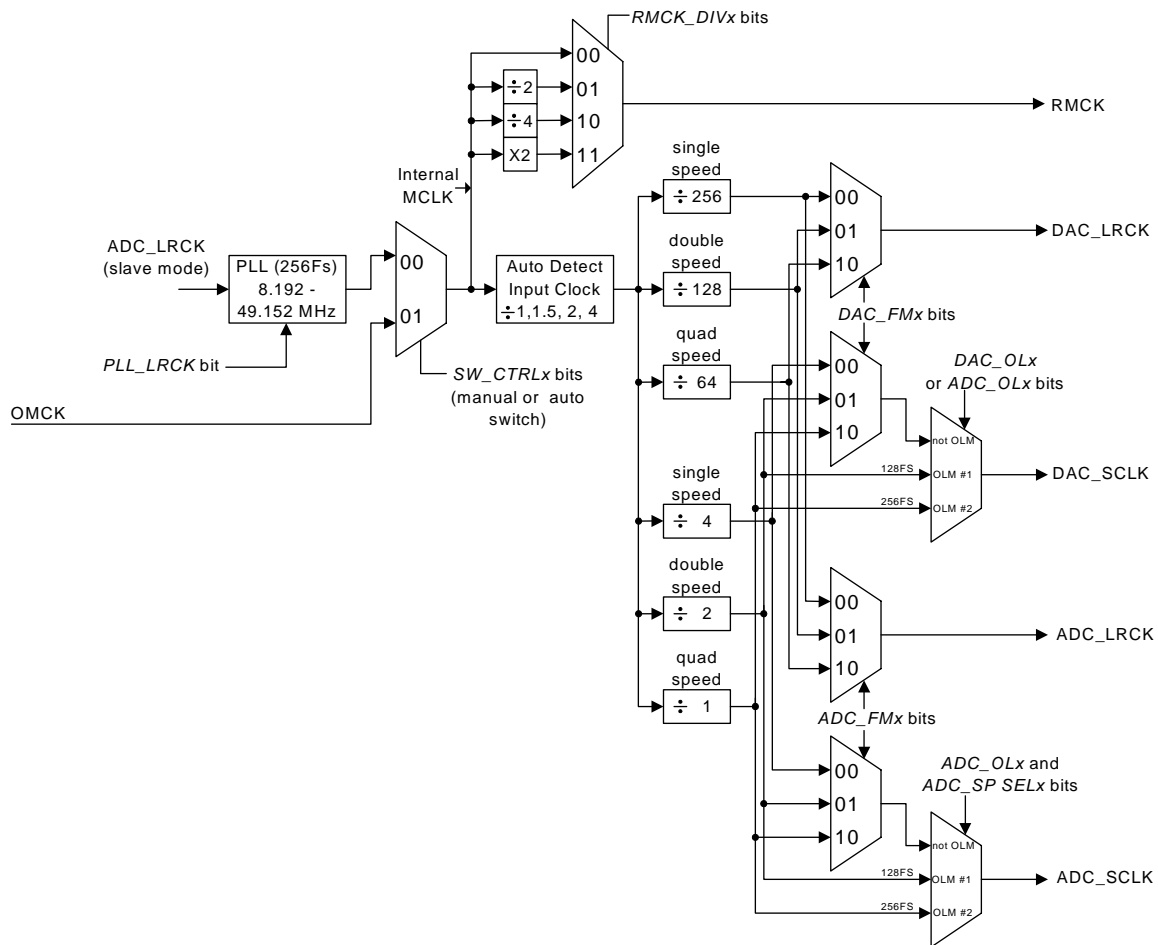 RMCK_DIVx bits
00
÷2
01
÷4
10
X2
11
RMCK
Internal
MCLK
single
speed
÷ 256
00
01
10
DAC_LRCK
ADC_LRCK
(slave mode)
PLL (256Fs)
8.192 -
49.152 MHz
00
01
Auto Detect
Input Clock
÷1,1.5, 2, 4
double
speed
÷ 128
DAC_FMx bits
PLL_LRCK bit
SW_CTRLx bits
(manual or auto
switch)
quad
speed
÷ 64
00
01
10
DAC_OLx
or ADC_OLx bits
OMCK
not OLM
128FS
OLM #1
256FS
OLM #2
DAC_SCLK
single
speed
÷ 4
double
speed
÷ 2
00
01
10
ADC_LRCK
quad
speed
÷ 1
ADC_FMx bits
00
01
10
ADC_OLx and
ADC_SP SELx bits
not OLM
128FS
OLM #1
256FS
OLM #2
ADC_SCLK